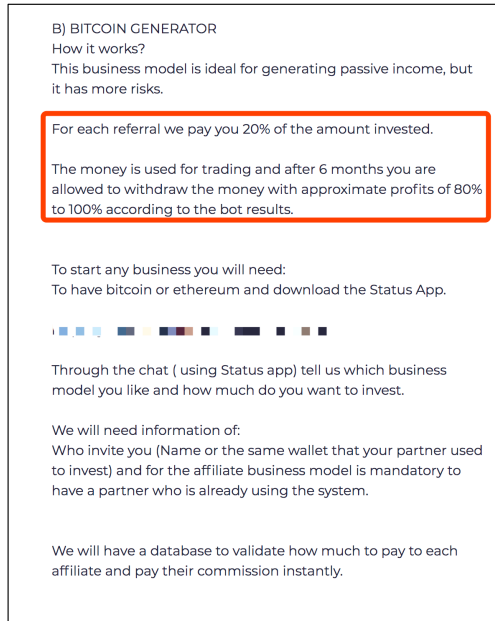 B) BITCOIN GENERATOR
How it works?
This business model is ideal for generating passive income, but
it has more risks.
For each referral we pay you 20% of the amount invested.
The money is used for trading and after 6 months you are
allowed to withdraw the money with approximate profits of 80%
to 100% according to the bot results.
To start any business you will need:
To have bitcoin or ethereum and download the Status App.
Through the chat ( using Status app) tell us which business
model you like and how much do you want to invest.
We will need information of:
Who invite you (Name or the same wallet that your partner used
to invest) and for the affiliate business model is mandatory to
have a partner who is already using the system.
We will have a database to validate how much to pay to each
affiliate and pay their commission instantly.